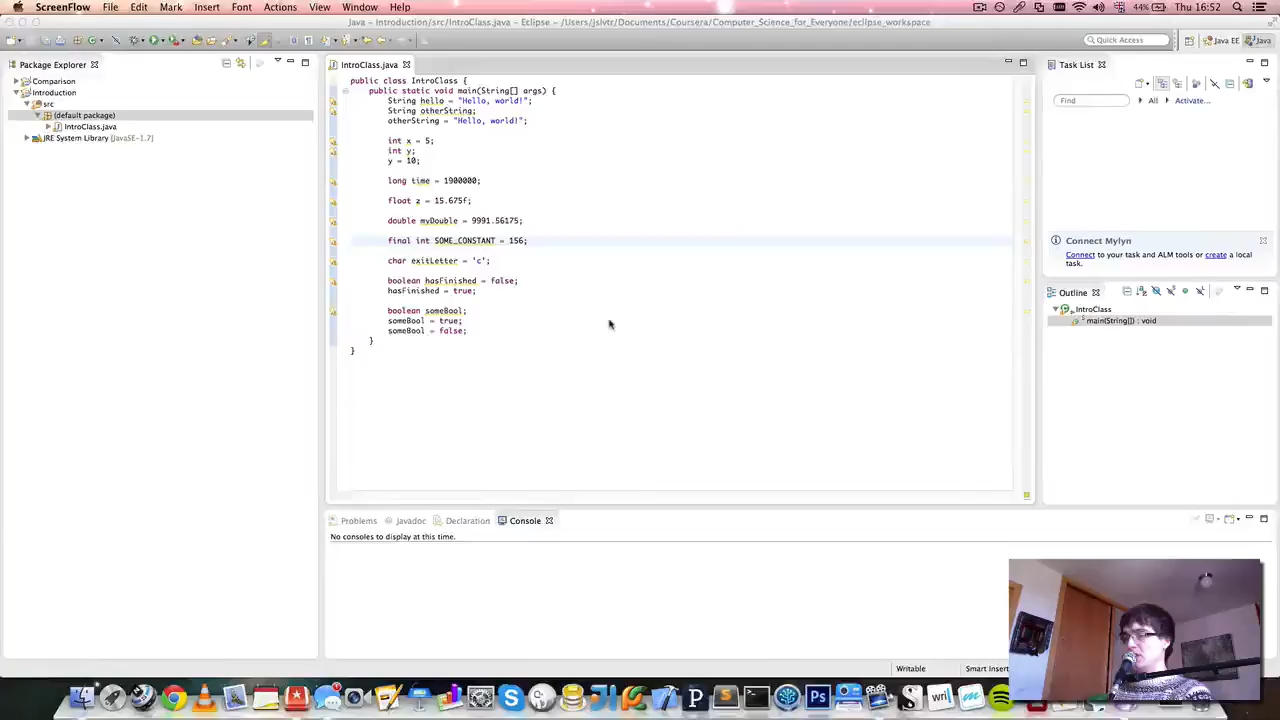 ScreenFlow File Edit Mark Insert Font Actions View Window Help
44% Thu 16:52
Java - Introduction/src/IntroClass.java - Eclipse - /Users/jslvtr/Documents/Coursera/Computer_Science_for_Everyone/eclipse_workspace
Quick Access
Java EE
Java
Package Explorer
Comparison
Introduction
src
(default package)
IntroClass.java
JRE System Library [JavaSE-1.7]
IntroClass.java
public class IntroClass {
public static void main(String[] args) {
String hello = "Hello, world!";
String otherString;
otherString = "Hello, world!";
int x = 5;
int y;
y = 10;
long time = 1900000;
float z = 15.675f;
double myDouble = 9991.56175;
final int SOME_CONSTANT = 156;
char exitLetter = 'c';
boolean hasFinished = false;
hasFinished = true;
boolean someBool;
someBool = true;
someBool = false;
}
}
Task List
Find
All
Activate...
Connect Mylyn
Connect to your task and ALM tools or create a local
task.
Outline
IntroClass
main(String[]) : void
Problems
Javadoc
Declaration
Console
No consoles to display at this time.
Writable
Smart Insert